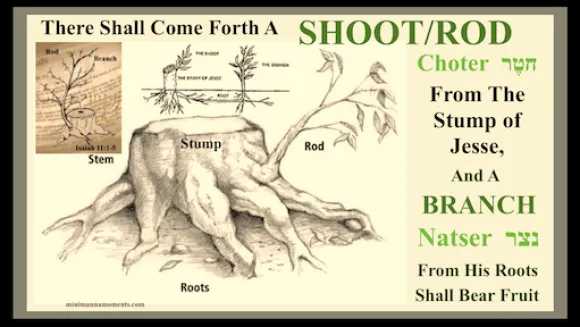 There Shall Come Forth A SHOOT/ROD
Choter חֹטֶר
From The
Stump of
Jesse,
And A
BRANCH
Natser נצר
From His Roots
Shall Bear Fruit
Rod
Branch
Isaiah 11:1-5
THE SHOOT
THE BRANCH
THE STUMP OF JESSE
ROOT
Stem
Stump
Rod
Roots
minimannamoments.com